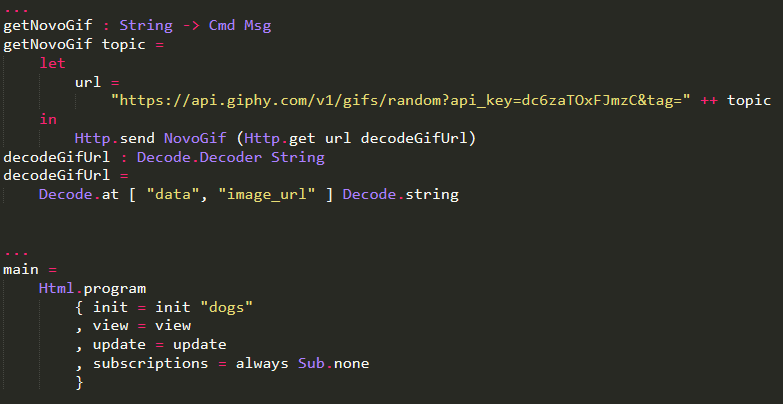 ...
getNovoGif : String -> Cmd Msg
getNovoGif topic =
    let
        url =
            "https://api.giphy.com/v1/gifs/random?api_key=dc6zaTOxFJmzC&tag=" ++ topic
    in
        Http.send NovoGif (Http.get url decodeGifUrl)
decodeGifUrl : Decode.Decoder String
decodeGifUrl =
    Decode.at [ "data", "image_url" ] Decode.string
...
main =
    Html.program
        { init = init "dogs"
        , view = view
        , update = update
        , subscriptions = always Sub.none
        }